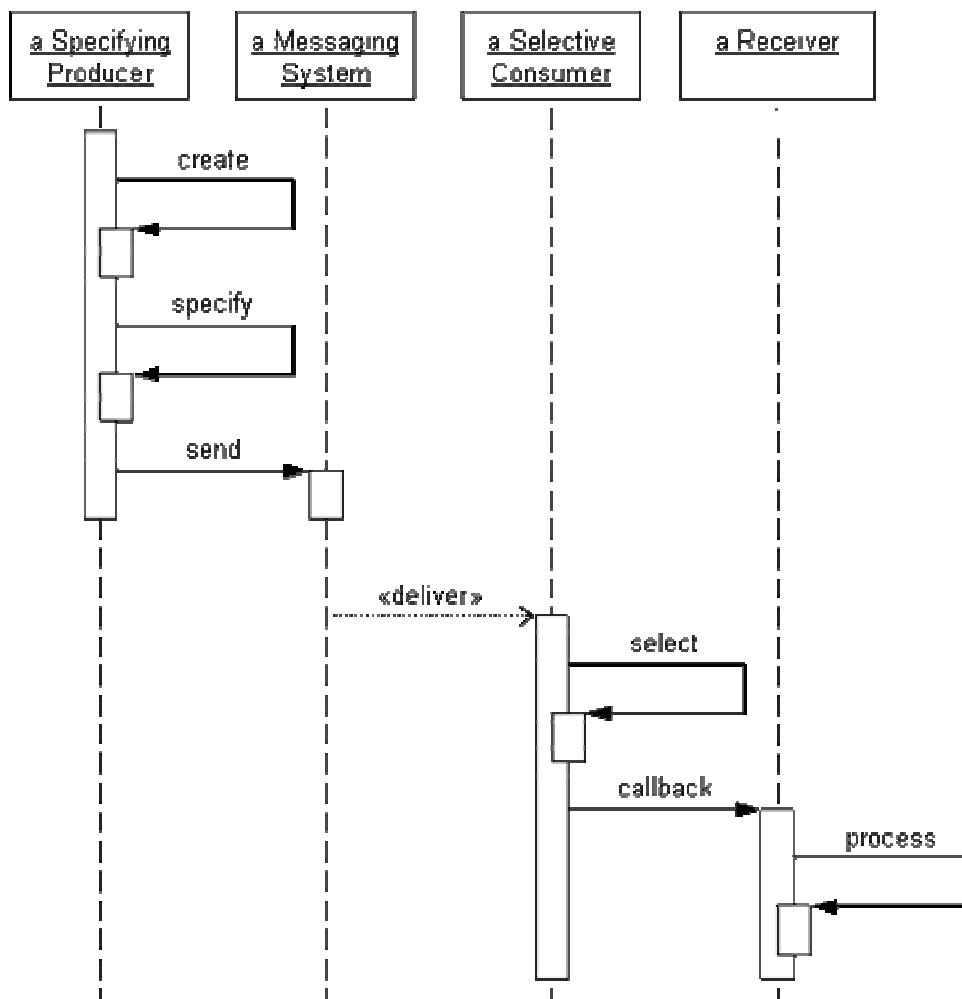 a Specifying
Producer
a Messaging
System
a Selective
Consumer
a Receiver
create
specify
send
«deliver»
select
callback
process